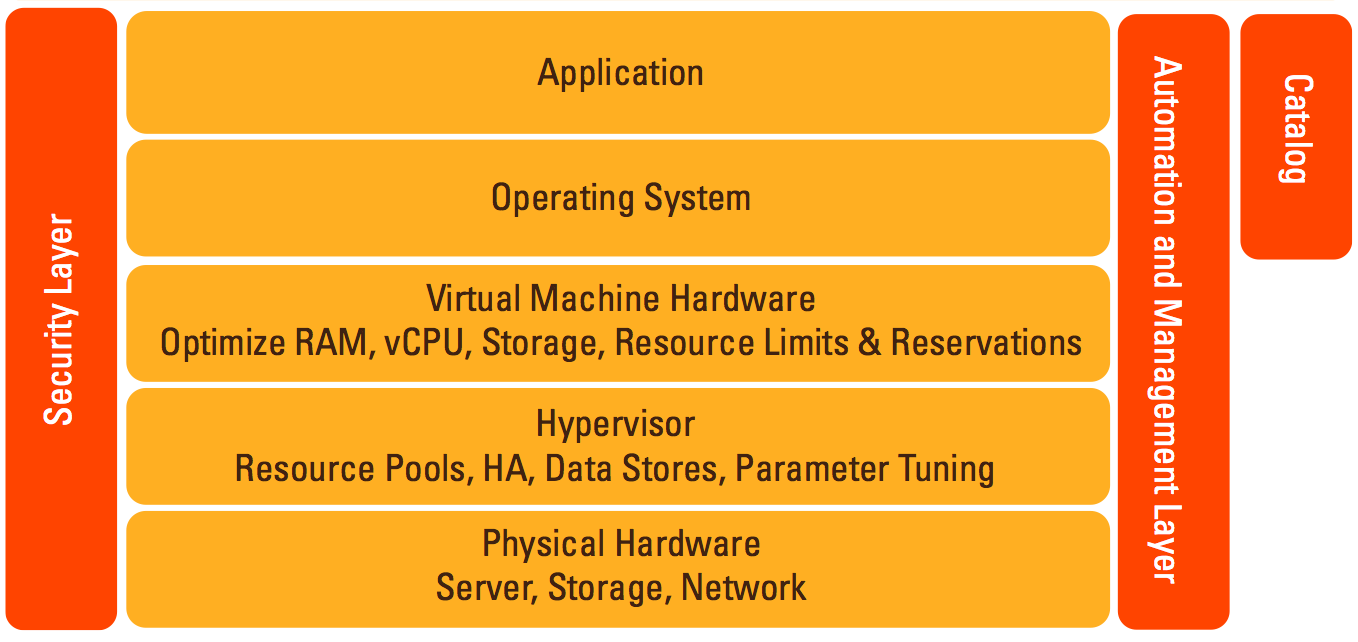 Security Layer
Application
Operating System
Virtual Machine Hardware
Optimize RAM, vCPU, Storage, Resource Limits & Reservations
Hypervisor
Resource Pools, HA, Data Stores, Parameter Tuning
Physical Hardware
Server, Storage, Network
Automation and Management Layer
Catalog